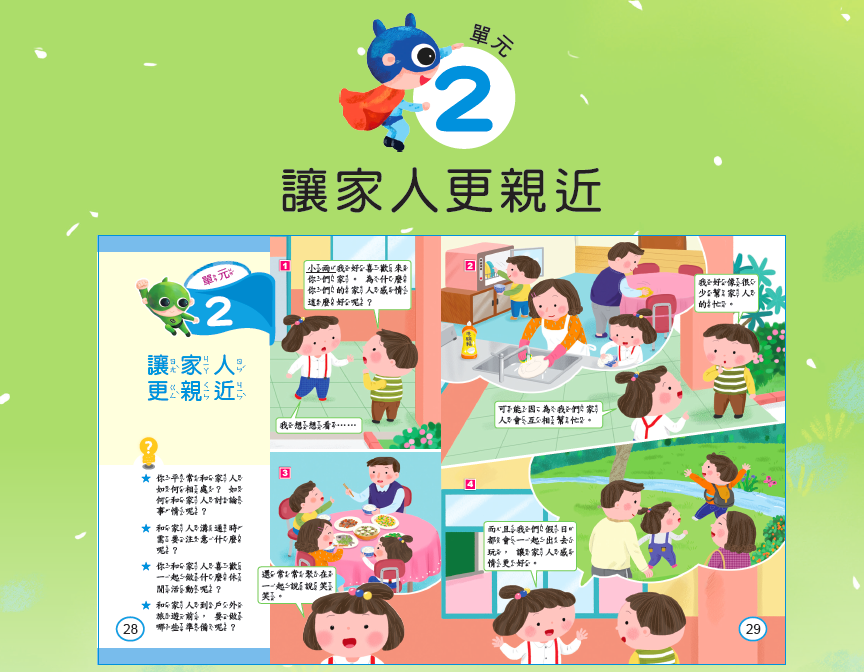 單元
2
讓家人更親近
單元
2
讓家人
更親近
?
★ 你平常和家人
如何相處？如
何和家人討論
事情呢？
★ 和家人溝通時
需要注意什麼
呢？
★ 你和家人喜歡
一起做什麼休
閒活動呢？
★ 和家人到戶外
旅遊前，要做
哪些準備呢？
28
1
小雨我好喜歡來
你們家。為什麼
你們的家人感情
這麼好呢？
我想想看……
2
我好像很
少幫家人
的忙。
可能因為我們家
人會互相幫忙。
3
還常常聚在
一起說說笑
笑。
4
而且我們假日
都會一起出去
玩，讓家人感
情更好。
29